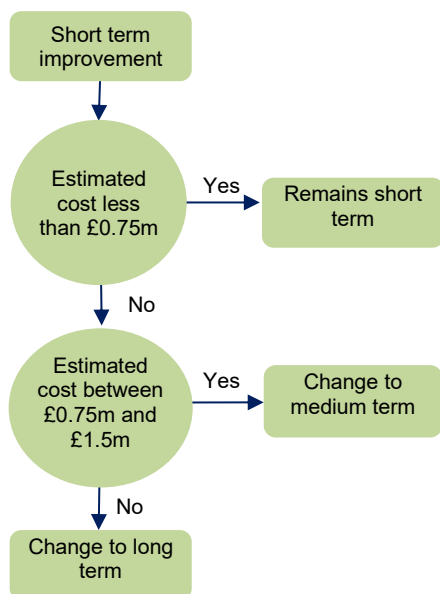 Short term
improvement
Estimated
cost less
than £0.75m
Yes
Remains short
term
No
Estimated
cost between
£0.75m and
£1.5m
Yes
Change to
medium term
No
Change to long
term